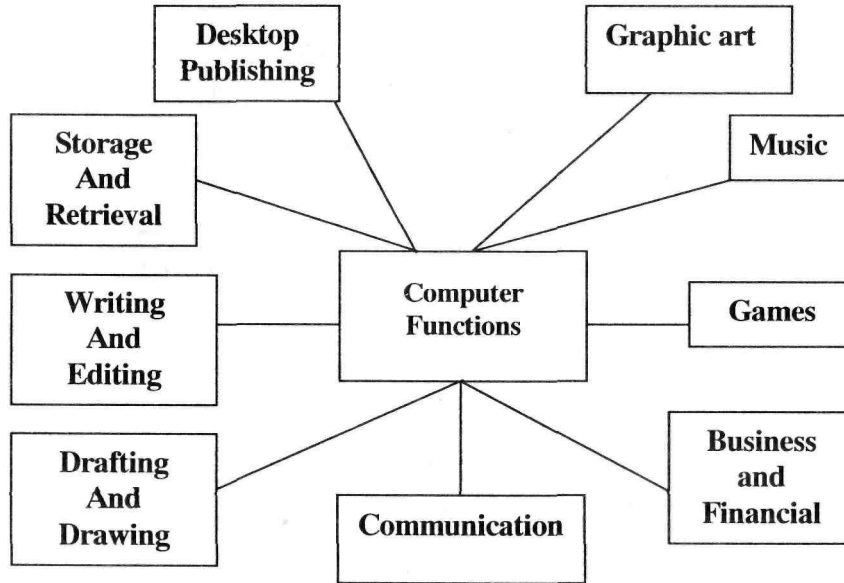 Desktop
Publishing
Graphic art
Storage
And
Retrieval
Music
Writing
And
Editing
Computer
Functions
Games
Drafting
And
Drawing
Communication
Business
and
Financial